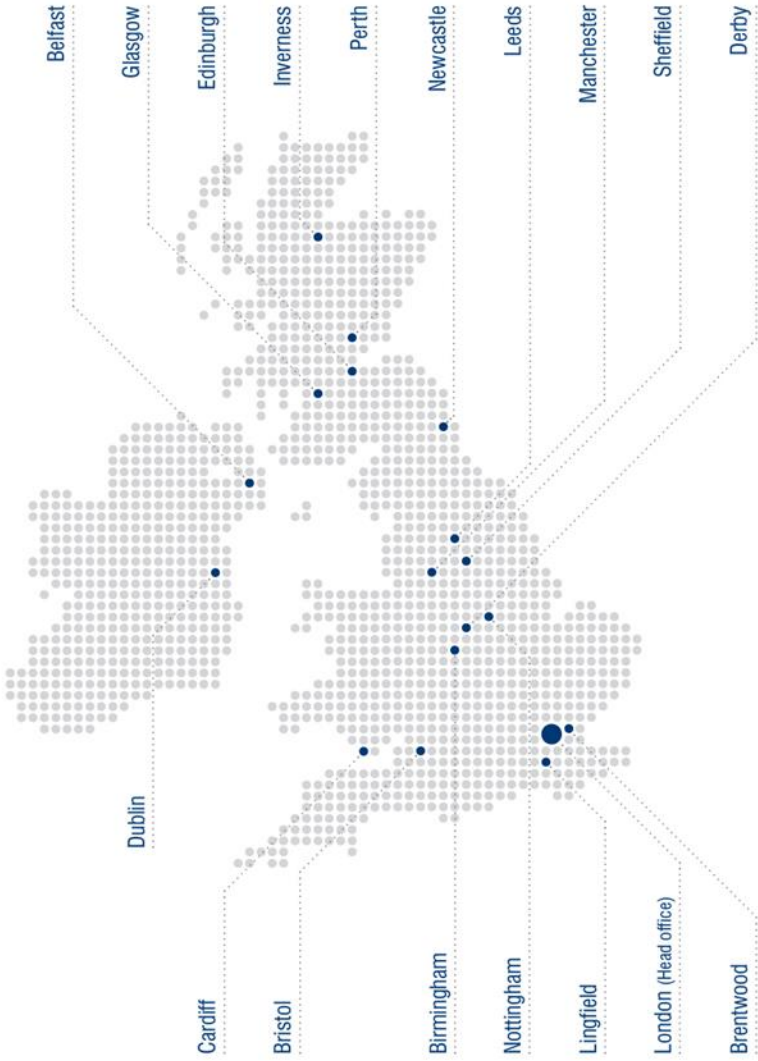 Belfast
Glasgow
Edinburgh
Inverness
Perth
Newcastle
Leeds
Manchester
Sheffield
Derby
Dublin
Cardiff
Bristol
Birmingham
Nottingham
Lingfield
London (Head office)
Brentwood